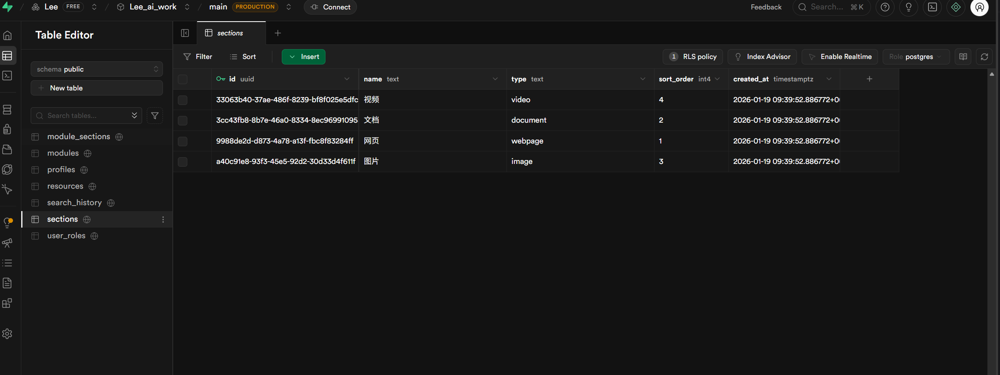 Lee FREE Lee_ai_work main PRODUCTION Connect Feedback Search... ⌘ K
Table Editor
sections
Filter Sort Insert 1 RLS policy Index Advisor Enable Realtime Role postgres
schema public
New table
Search tables...
module_sections
modules
profiles
resources
search_history
sections
user_roles
id uuid name text type text sort_order int4 created_at timestamptz
33063b40-37ae-486f-8239-bf8f025e5dfc 视频 video 4 2026-01-19 09:39:52.886772+0
3cc43fb8-8b7e-46a0-8334-8ec96991095 文档 document 2 2026-01-19 09:39:52.886772+0
9988de2d-d873-4a78-a13f-fbc8f83284ff 网页 webpage 1 2026-01-19 09:39:52.886772+0
a40c91e8-93f3-45e5-92d2-30d33d4f611f 图片 image 3 2026-01-19 09:39:52.886772+0